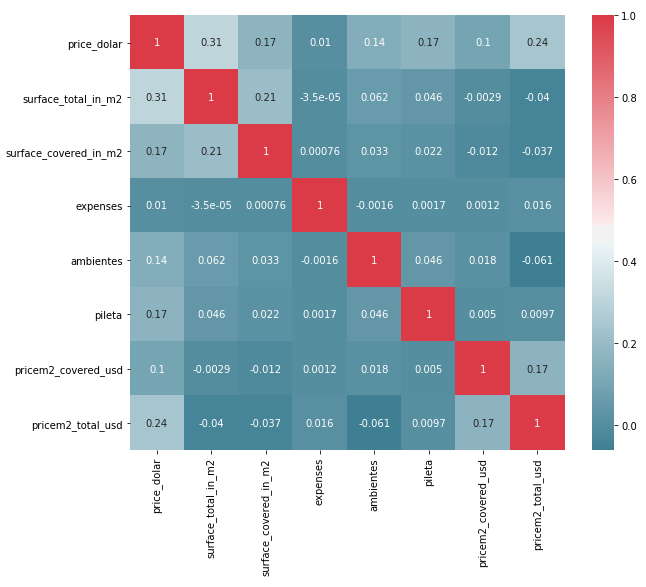 price_dolar 1 0.31 0.17 0.01 0.14 0.17 0.1 0.24
surface_total_in_m2 0.31 1 0.21 -3.5e-05 0.062 0.046 -0.0029 -0.04
surface_covered_in_m2 0.17 0.21 1 0.00076 0.033 0.022 -0.012 -0.037
expenses 0.01 -3.5e-05 0.00076 1 -0.0016 0.0017 0.0012 0.016
ambientes 0.14 0.062 0.033 -0.0016 1 0.046 0.018 -0.061
pileta 0.17 0.046 0.022 0.0017 0.046 1 0.005 0.0097
pricem2_covered_usd 0.1 -0.0029 -0.012 0.0012 0.018 0.005 1 0.17
pricem2_total_usd 0.24 -0.04 -0.037 0.016 -0.061 0.0097 0.17 1
price_dolar
surface_total_in_m2
surface_covered_in_m2
expenses
ambientes
pileta
pricem2_covered_usd
pricem2_total_usd
1.0
0.8
0.6
0.4
0.2
0.0